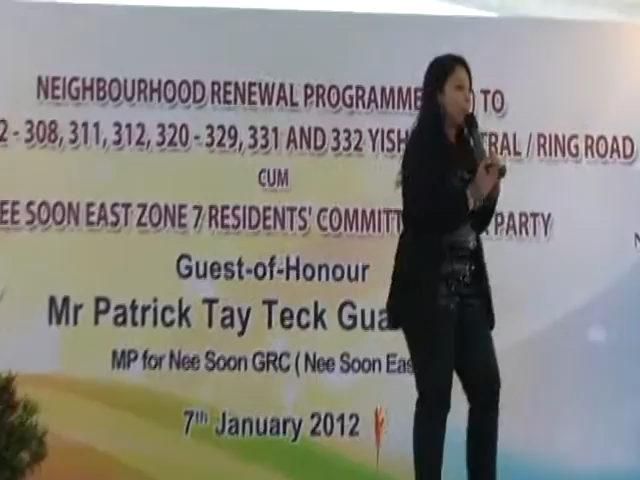 NEIGHBOURHOOD RENEWAL PROGRAMME TO
2 - 308, 311, 312, 320 - 329, 331 AND 332 YISH TRAL / RING ROAD
CUM
EE SOON EAST ZONE 7 RESIDENTS' COMMITT PARTY
Guest-of-Honour
Mr Patrick Tay Teck Gua
MP for Nee Soon GRC ( Nee Soon Eas
7th January 2012